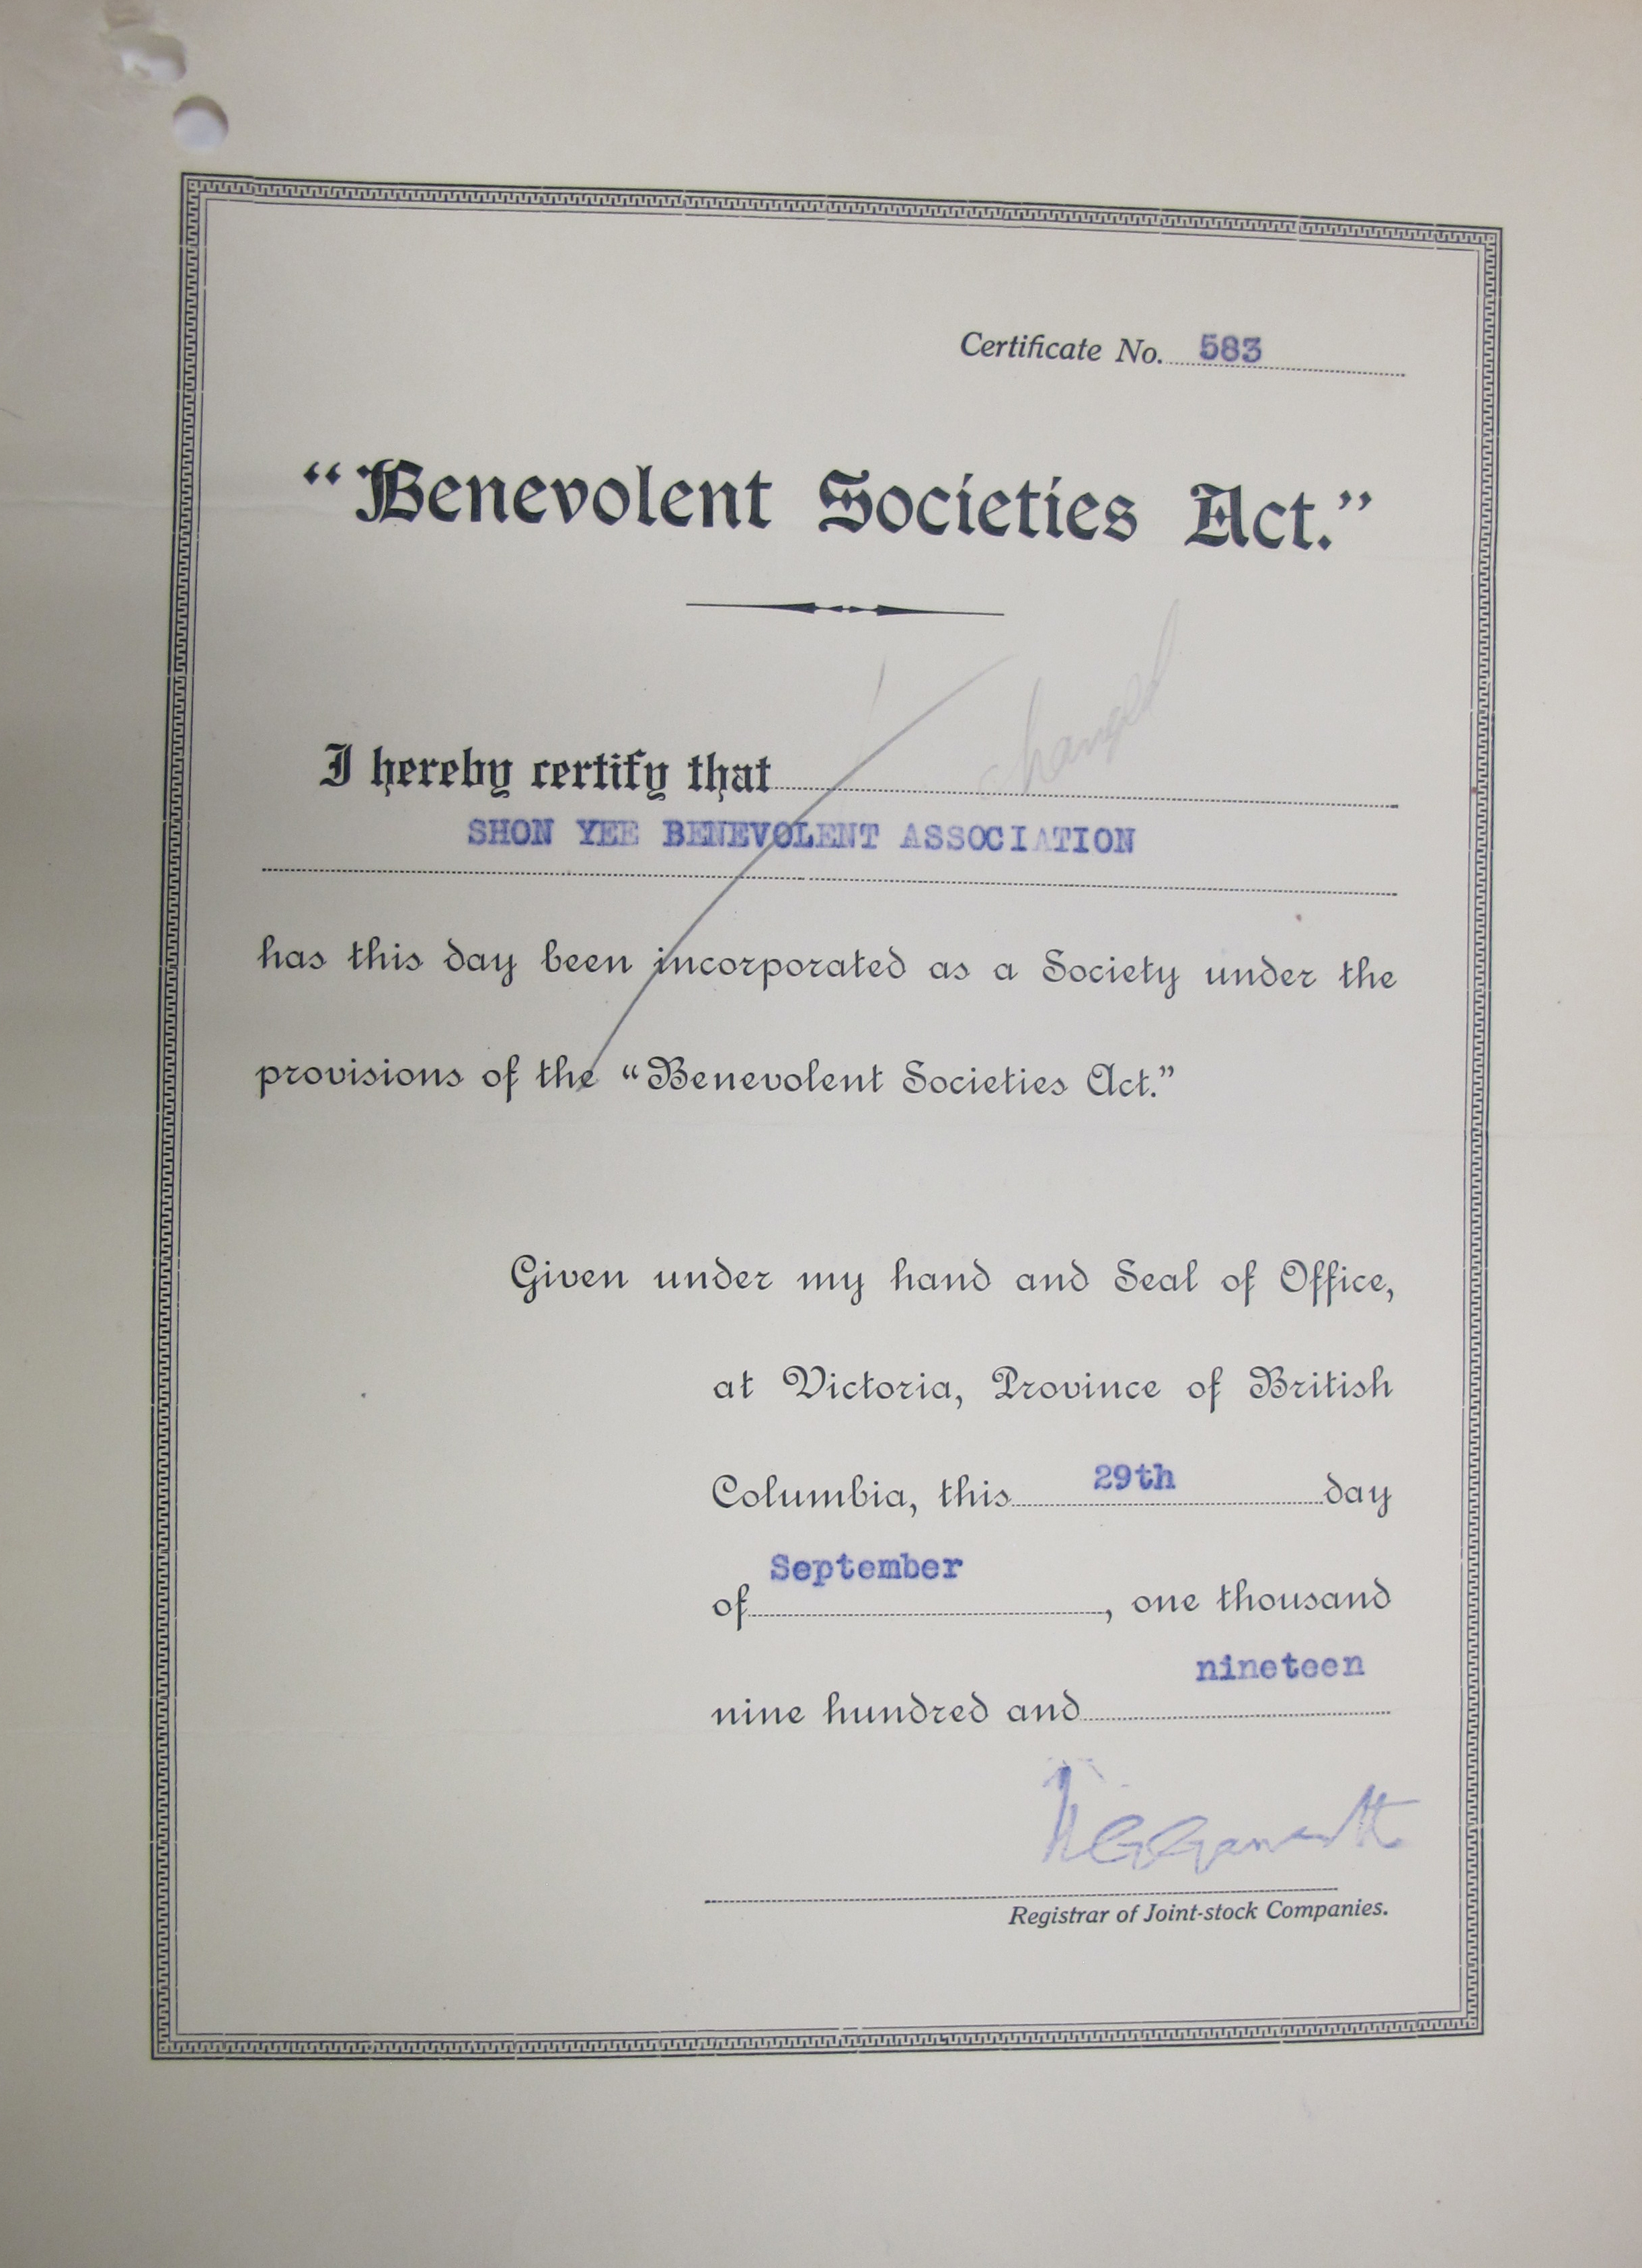 Certificate No. 583
“Benevolent Societies Act.”
changed
I hereby certify that
SHON YEE BENEVOLENT ASSOCIATION
has this day been incorporated as a Society under the
provisions of the “Benevolent Societies Act.”
Given under my hand and Seal of Office,
at Victoria, Province of British
Columbia, this 29th day
of September, one thousand
nine hundred and nineteen
Registrar of Joint-stock Companies.